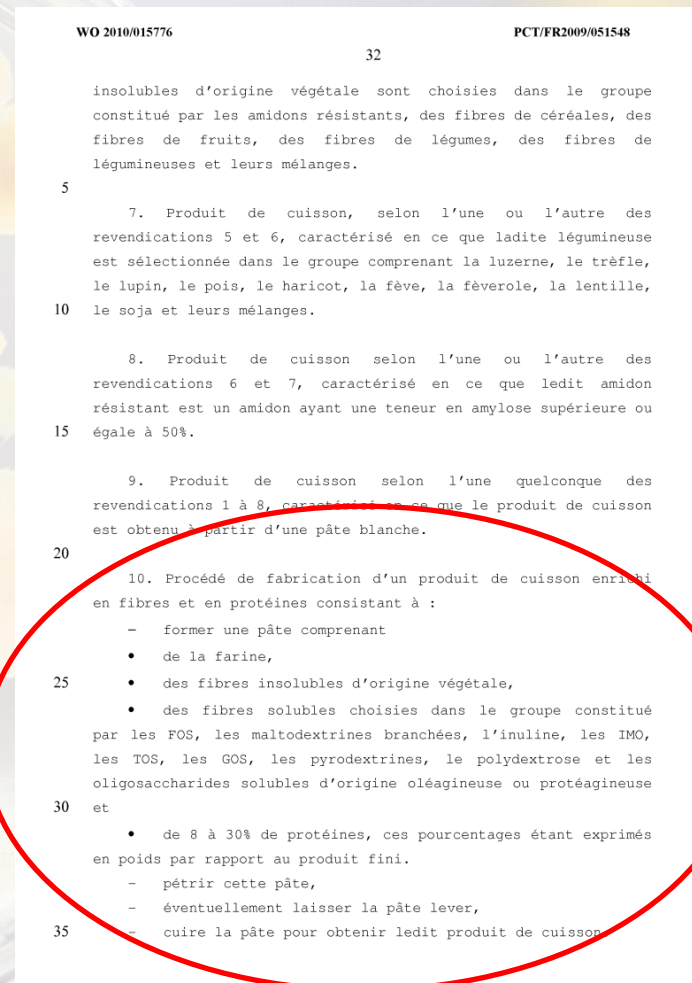 WO 2010/015776 PCT/FR2009/051548
32
insolubles d'origine végétale sont choisies dans le groupe
constitué par les amidons résistants, des fibres de céréales, des
fibres de fruits, des fibres de légumes, des fibres de
légumineuses et leurs mélanges.
5
7. Produit de cuisson, selon l'une ou l'autre des
revendications 5 et 6, caractérisé en ce que ladite légumineuse
est sélectionnée dans le groupe comprenant la luzerne, le trèfle,
le lupin, le pois, le haricot, la fève, la fèverole, la lentille,
10 le soja et leurs mélanges.
8. Produit de cuisson selon l'une ou l'autre des
revendications 6 et 7, caractérisé en ce que ledit amidon
résistant est un amidon ayant une teneur en amylose supérieure ou
15 égale à 50%.
9. Produit de cuisson selon l'une quelconque des
revendications 1 à 8, caractérisé en ce que le produit de cuisson
est obtenu à partir d'une pâte blanche.
20
10. Procédé de fabrication d'un produit de cuisson enrichi
en fibres et en protéines consistant à :
– former une pâte comprenant
• de la farine,
25 • des fibres insolubles d'origine végétale,
• des fibres solubles choisies dans le groupe constitué
par les FOS, les maltodextrines branchées, l'inuline, les IMO,
les TOS, les GOS, les pyrodextrines, le polydextrose et les
oligosaccharides solubles d'origine oléagineuse ou protéagineuse
30 et
• de 8 à 30% de protéines, ces pourcentages étant exprimés
en poids par rapport au produit fini.
– pétrir cette pâte,
– éventuellement laisser la pâte lever,
35 – cuire la pâte pour obtenir ledit produit de cuisson.